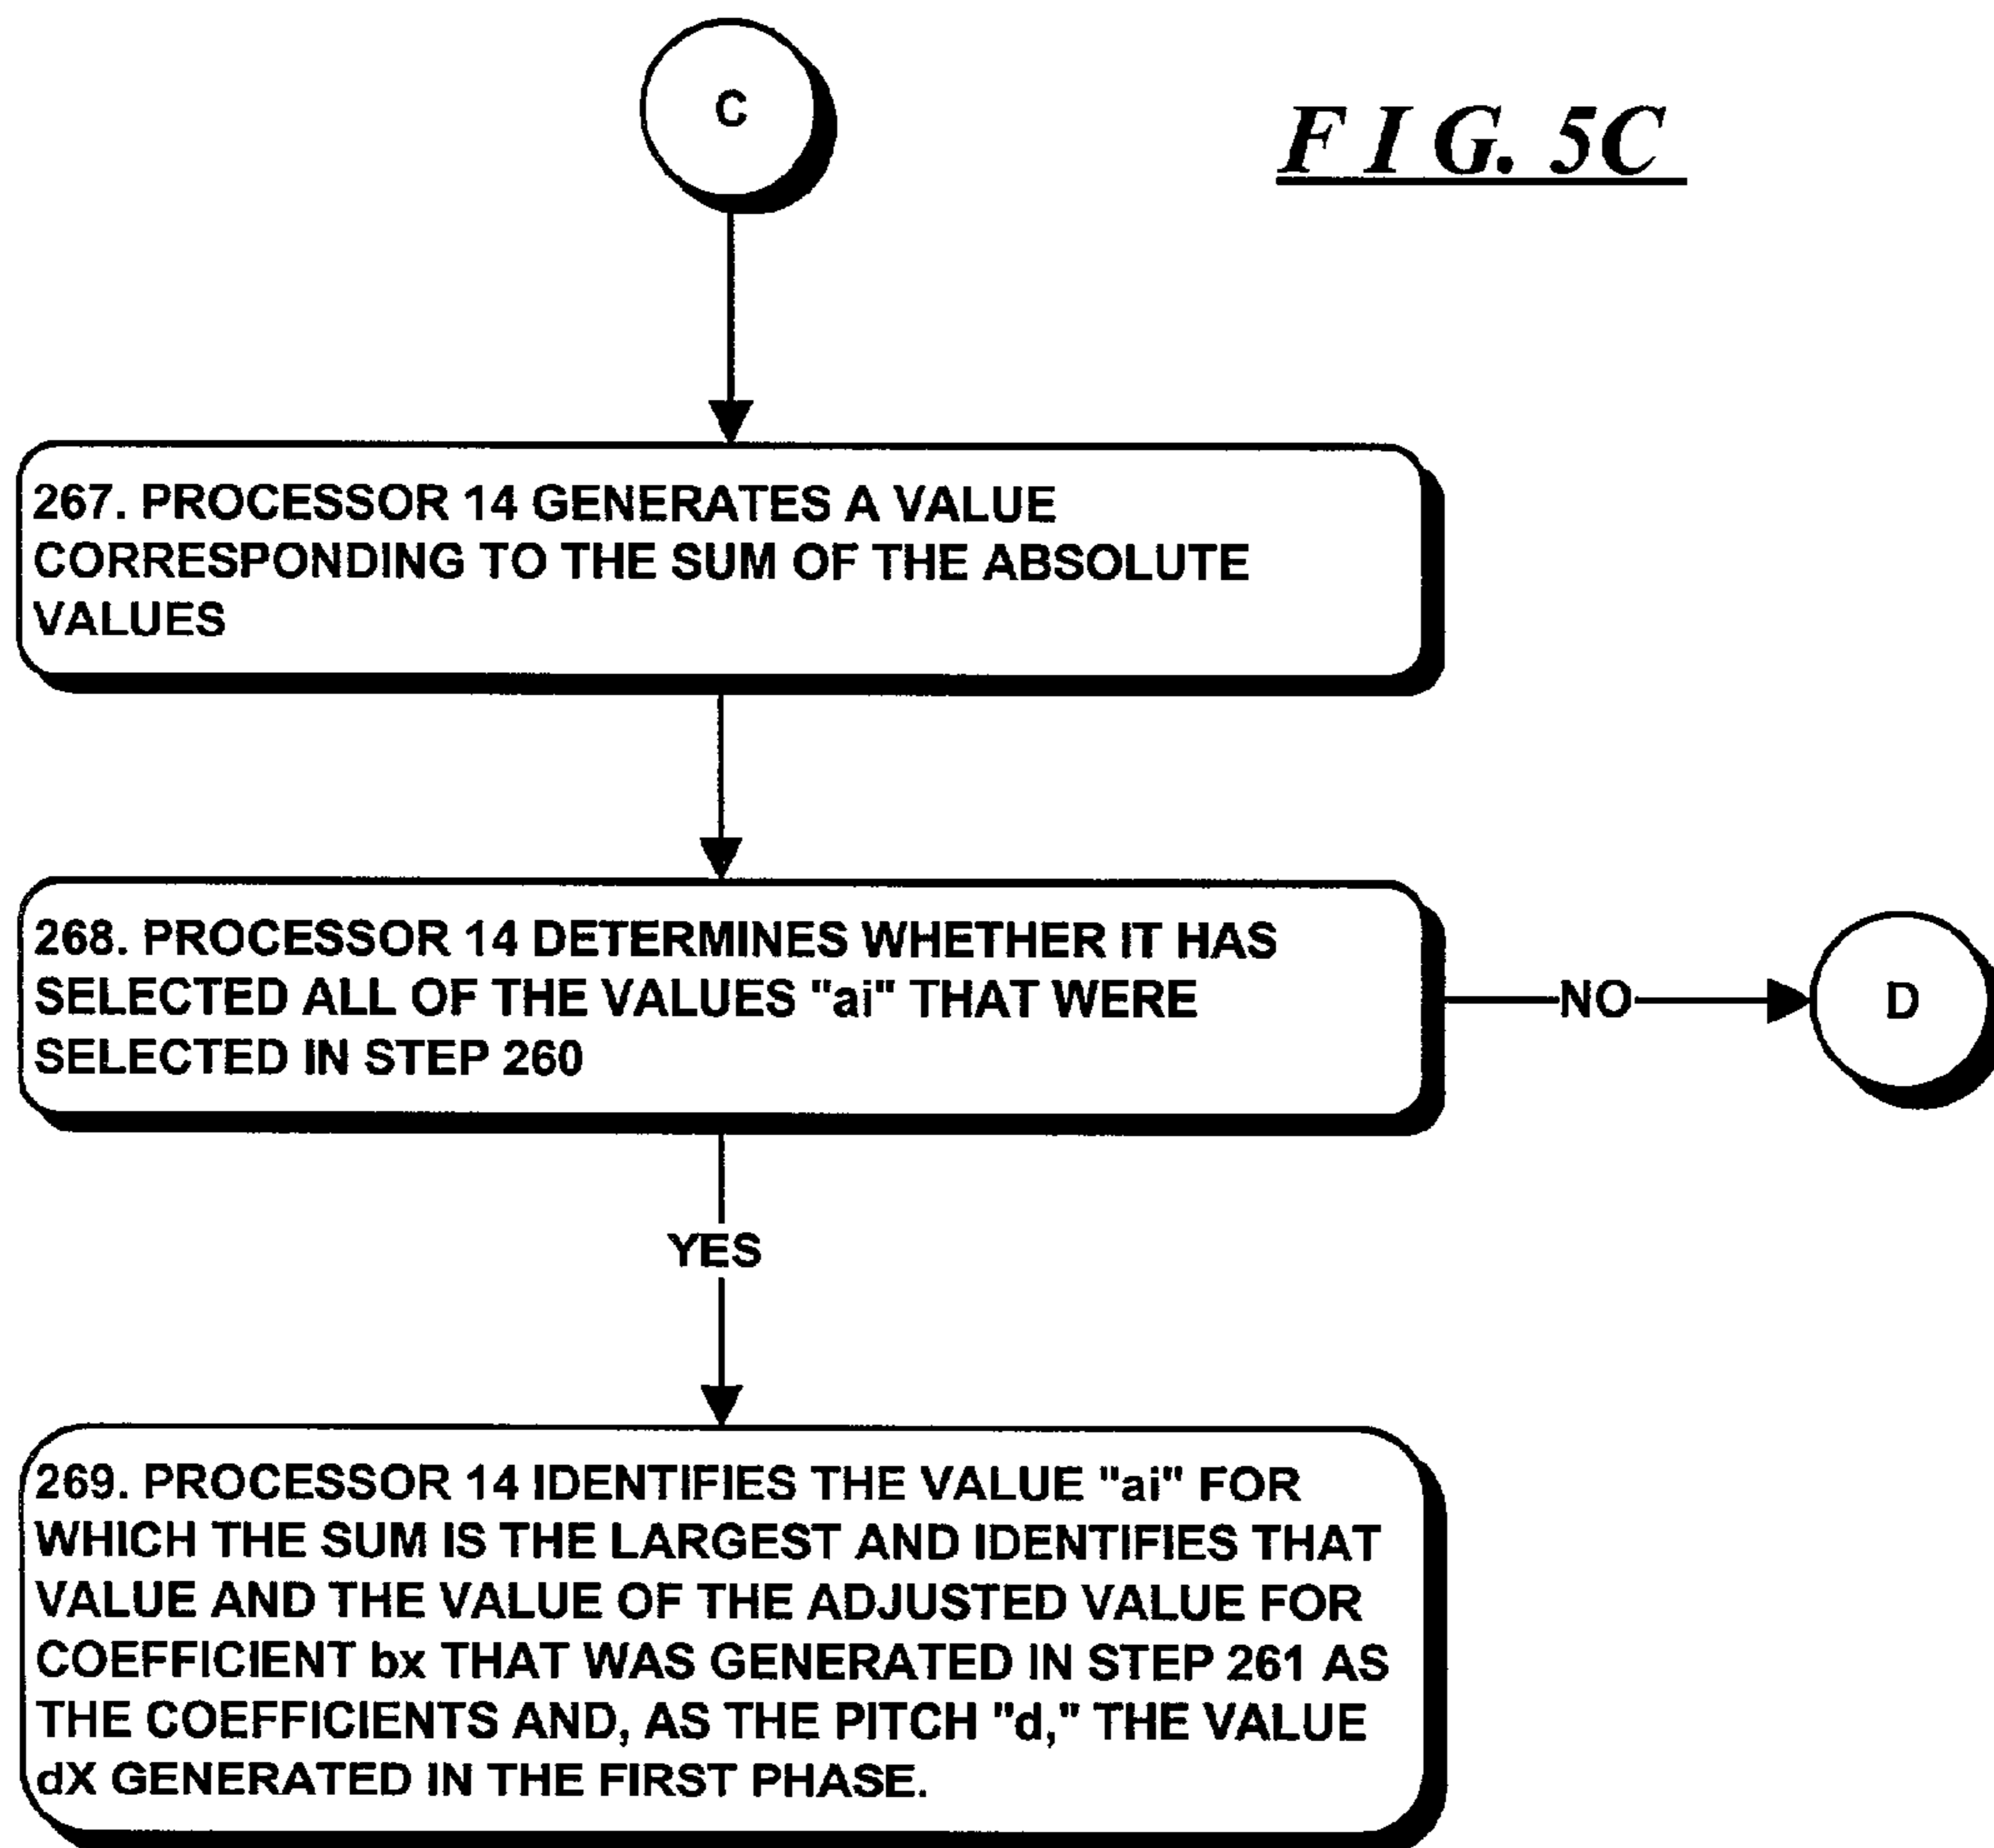 C
F I G. 5C
267. PROCESSOR 14 GENERATES A VALUE
CORRESPONDING TO THE SUM OF THE ABSOLUTE
VALUES
268. PROCESSOR 14 DETERMINES WHETHER IT HAS
SELECTED ALL OF THE VALUES "ai" THAT WERE
SELECTED IN STEP 260
NO
D
YES
269. PROCESSOR 14 IDENTIFIES THE VALUE "ai" FOR
WHICH THE SUM IS THE LARGEST AND IDENTIFIES THAT
VALUE AND THE VALUE OF THE ADJUSTED VALUE FOR
COEFFICIENT bx THAT WAS GENERATED IN STEP 261 AS
THE COEFFICIENTS AND, AS THE PITCH "d," THE VALUE
dX GENERATED IN THE FIRST PHASE.